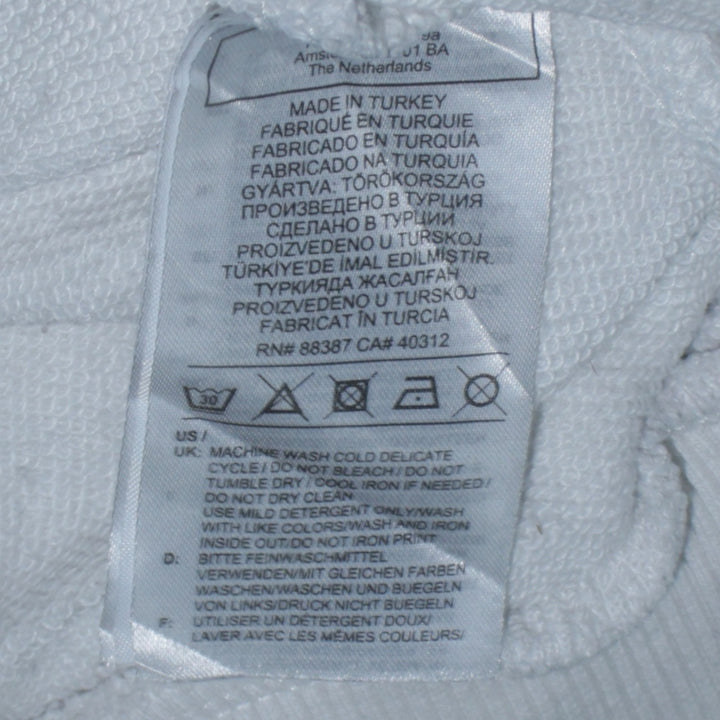 BA
The Netherlands
MADE IN TURKEY
FABRIQUÉ EN TURQUIE
FABRICADO EN TURQUÍA
FABRICADO NA TURQUIA
GYÁRTVA: TÖRÖKORSZÁG
ПРОИЗВЕДЕНО В ТУРЦИЯ
СДЕЛАНО В ТУРЦИИ
PROIZVEDENO U TURSKOJ
TÜRKİYE'DE İMAL EDİLMİŞTİR.
ТУРКИЯДА ЖАСАЛҒАН
PROIZVEDENO U TURSKOJ
FABRICAT ÎN TURCIA
RN# 88387 CA# 40312
30
US /
UK: MACHINE WASH COLD DELICATE
CYCLE / DO NOT BLEACH / DO NOT
TUMBLE DRY / COOL IRON IF NEEDED /
DO NOT DRY CLEAN
USE MILD DETERGENT ONLY/WASH
WITH LIKE COLORS/WASH AND IRON
INSIDE OUT/DO NOT IRON PRINT
D: BITTE FEINWASCHMITTEL
VERWENDEN/MIT GLEICHEN FARBEN
WASCHEN/WASCHEN UND BUEGELN
VON LINKS/DRUCK NICHT BUEGELN
F: UTILISER UN DÉTERGENT DOUX/
LAVER AVEC LES MÊMES COULEURS/